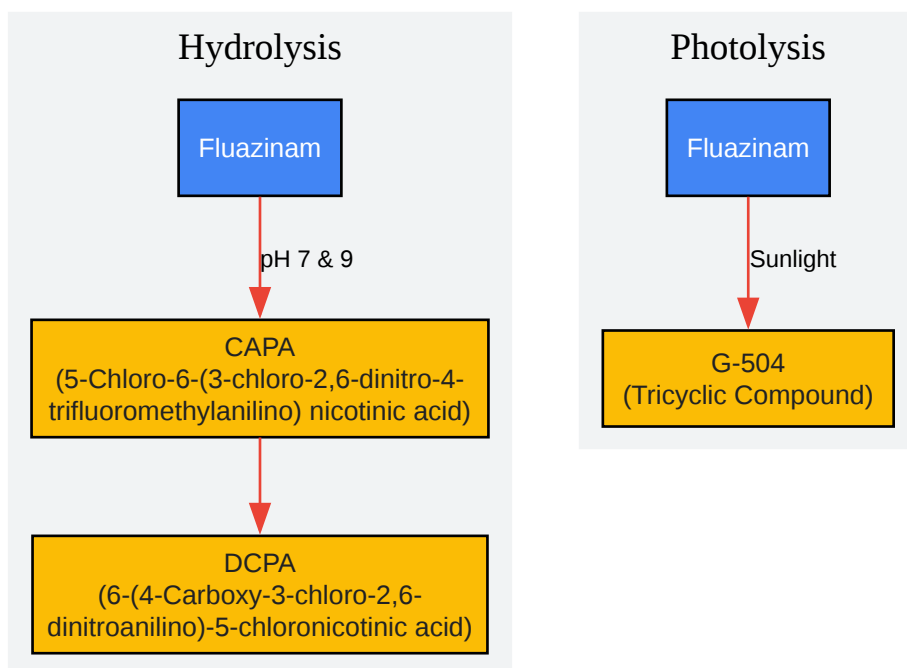 Hydrolysis
Fluazinam
pH 7 & 9
CAPA
(5-Chloro-6-(3-chloro-2,6-dinitro-4-
trifluoromethylanilino) nicotinic acid)
DCPA
(6-(4-Carboxy-3-chloro-2,6-
dinitroanilino)-5-chloronicotinic acid)
Photolysis
Fluazinam
Sunlight
G-504
(Tricyclic Compound)